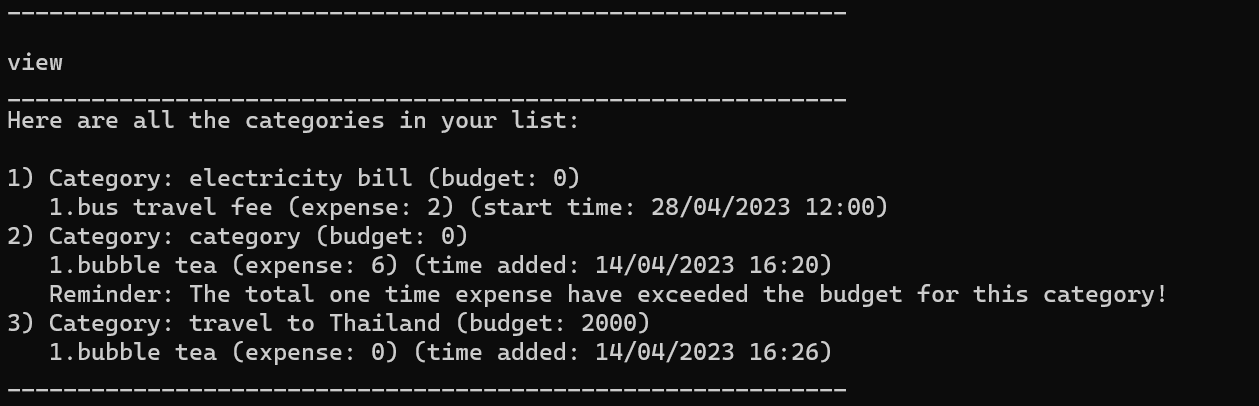 ____________________________________________________________
view
____________________________________________________________
Here are all the categories in your list:
1) Category: electricity bill (budget: 0)
1.bus travel fee (expense: 2) (start time: 28/04/2023 12:00)
2) Category: category (budget: 0)
1.bubble tea (expense: 6) (time added: 14/04/2023 16:20)
Reminder: The total one time expense have exceeded the budget for this category!
3) Category: travel to Thailand (budget: 2000)
1.bubble tea (expense: 0) (time added: 14/04/2023 16:26)
____________________________________________________________